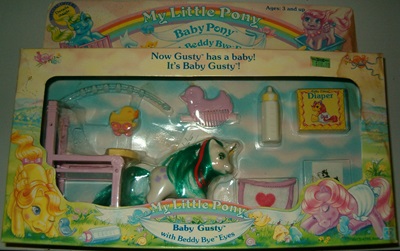 My Little Pony
Ages 3 and up
Baby Pony
with Beddy Bye Eyes
Now Gusty has a baby!
It's Baby Gusty!
Diaper
My Little Pony
Baby Gusty
with Beddy Bye Eyes